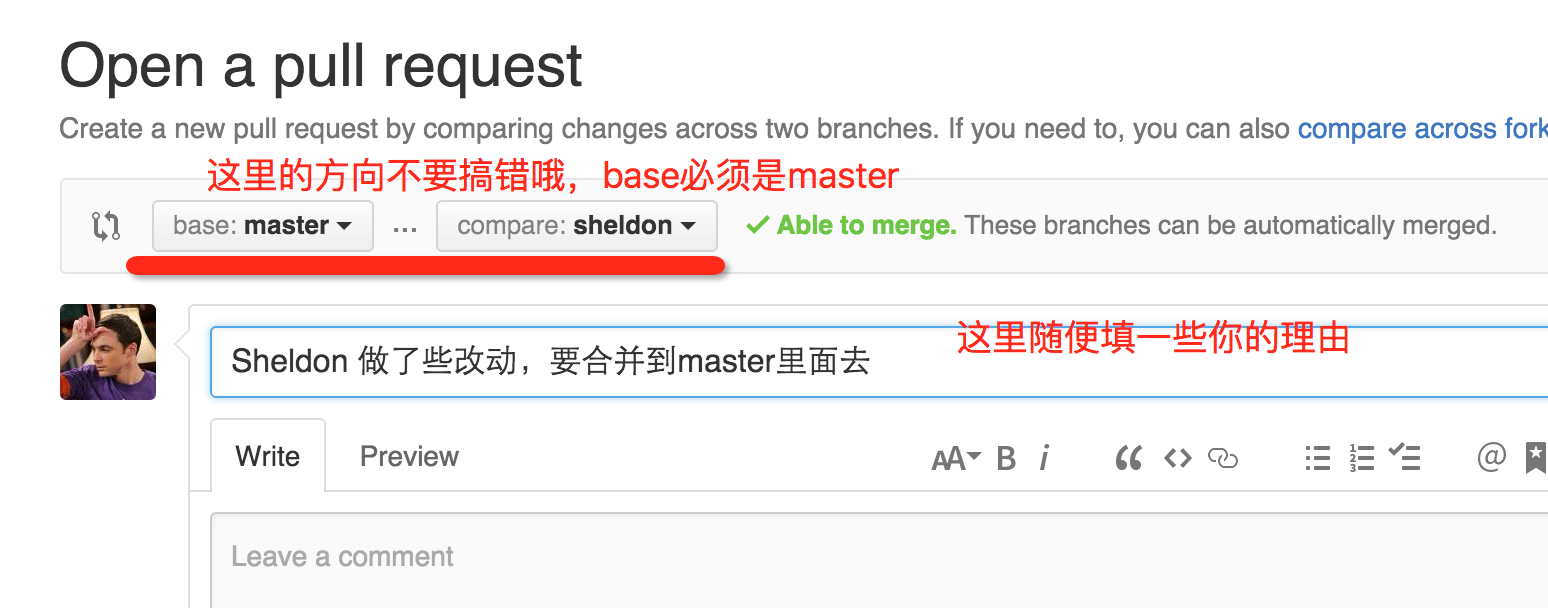 Open a pull request
Create a new pull request by comparing changes across two branches. If you need to, you can also compare across fork
这里的方向不要搞错哦，base必须是master
base: master ... compare: sheldon Able to merge. These branches can be automatically merged.
这里随便填一些你的理由
Sheldon 做了些改动，要合并到master里面去
Write Preview AA B i “ <> 1 2 3 @
Leave a comment